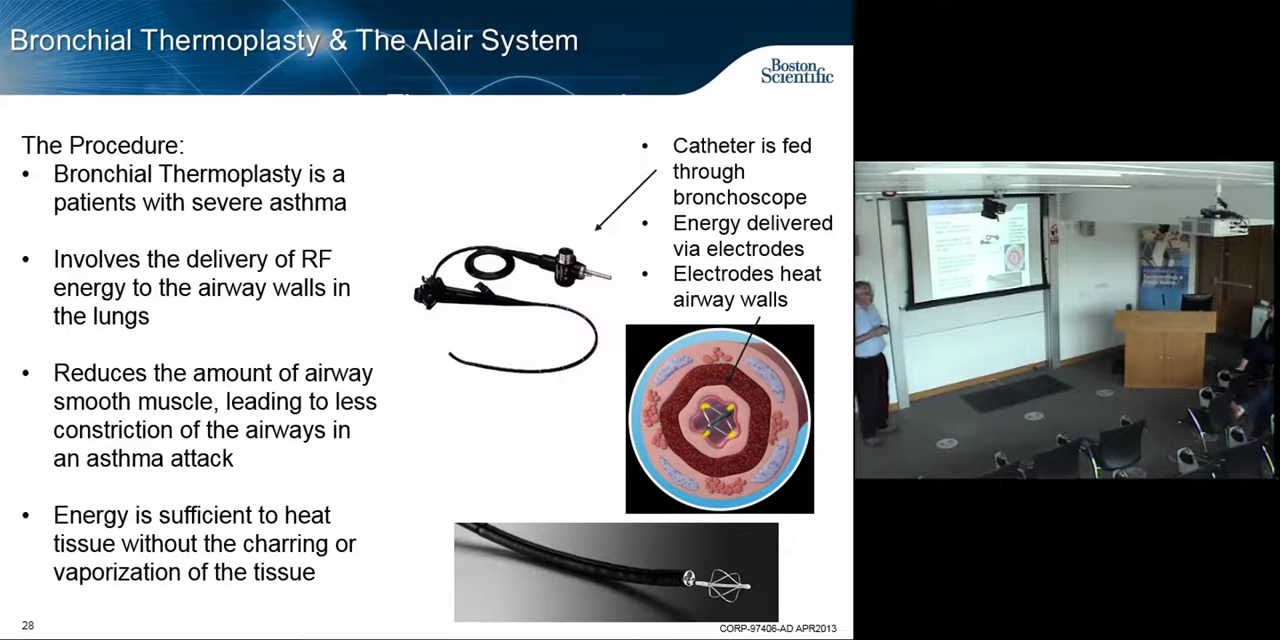 Bronchial Thermoplasty & The Alair System
Boston
Scientific
The Procedure:
• Bronchial Thermoplasty is a
patients with severe asthma
• Involves the delivery of RF
energy to the airway walls in
the lungs
• Reduces the amount of airway
smooth muscle, leading to less
constriction of the airways in
an asthma attack
• Energy is sufficient to heat
tissue without the charring or
vaporization of the tissue
• Catheter is fed
through
bronchoscope
• Energy delivered
via electrodes
• Electrodes heat
airway walls
28
CORP-97406-AD APR2013